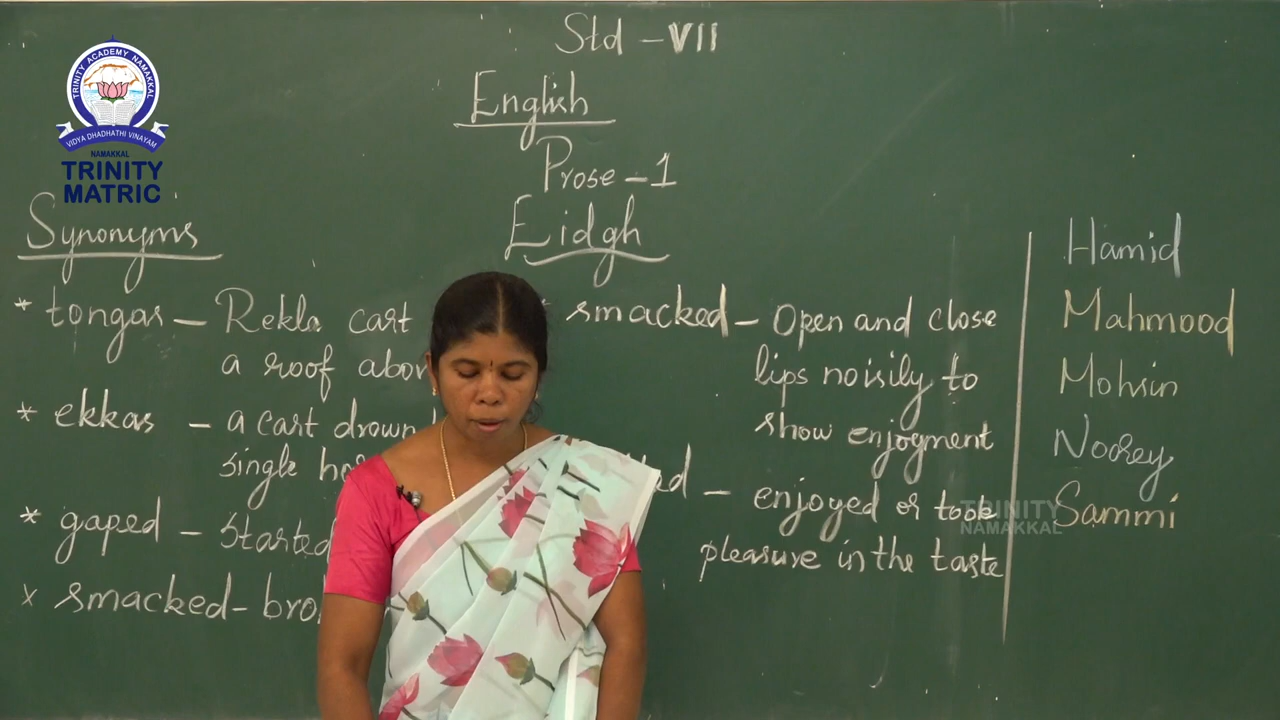 TRINITY ACADEMY NAMAKKAL
VIDYA DHADHATHI VINAYAM
NAMAKKAL
TRINITY
MATRIC
Std - VII
English
Prose - 1
Eidgh
Synonyms
* tongas - Rekla cart
a roof
* ekkas - a cart drown
single
* gaped - Started
x smacked -
* smacked - Open and close
lips noisily to
show enjoyment
- enjoyed or took
pleasure in the taste
Hamid
Mahmood
Mohsin
Noorey
Sammi
TRINITY
NAMAKKAL